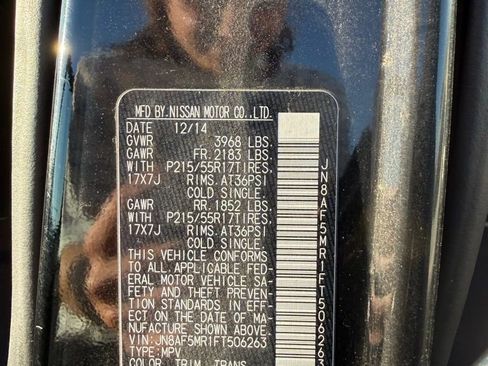 MFD BY NISSAN MOTOR CO.,LTD.
DATE 12/14
GVWR 3968 LBS.
GAWR FR. 2183 LBS.
WITH P215/55R17TIRES,
17X7J RIMS. AT36PSI
COLD SINGLE.
GAWR RR. 1852 LBS.
WITH P215/55R17TIRES,
17X7J RIMS. AT36PSI
COLD SINGLE.
THIS VEHICLE CONFORMS
TO ALL APPLICABLE FED-
ERAL MOTOR VEHICLE SA-
FETY AND THEFT PREVEN-
TION STANDARDS IN EFF-
ECT ON THE DATE OF MA-
NUFACTURE SHOWN ABOVE.
VIN:JN8AF5MR1FT506263
TYPE:MPV
COLOR TRIM TRANS
JN8AF5MR1FT506263